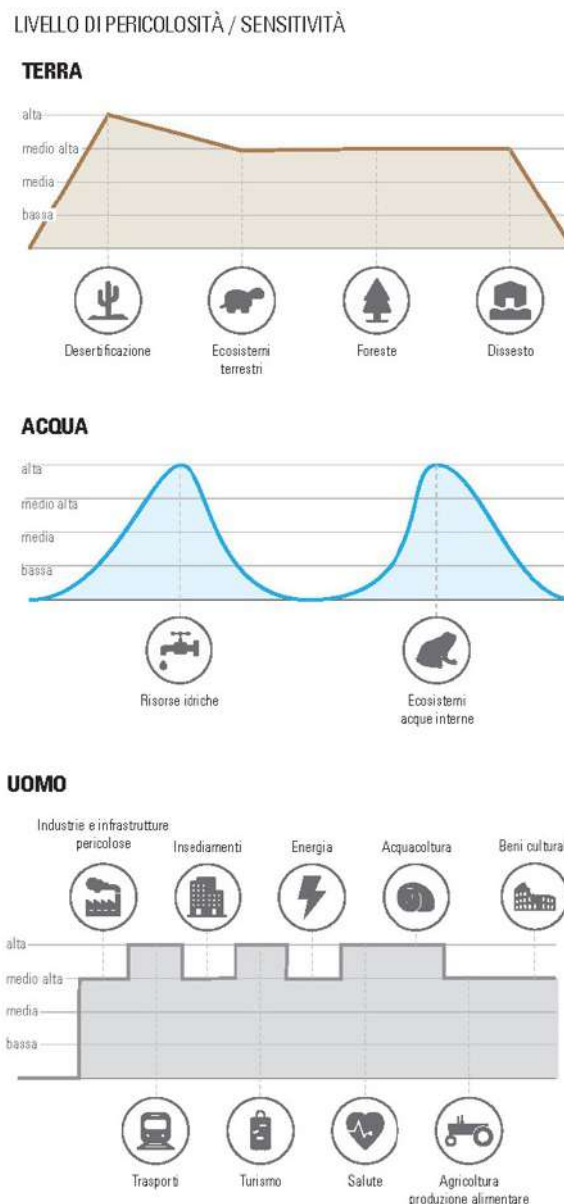 LIVELLO DI PERICOLOSITÀ / SENSITIVITÀ
TERRA
alta
medio alta
media
bassa
Desertificazione
Ecosistemi
terrestri
Foreste
Dissesto
ACQUA
alta
medio alta
media
bassa
Risorse idriche
Ecosistemi
acque interne
UOMO
Industrie e infrastrutture
pericolose
Insediamenti
Energia
Acquacoltura
Beni cultural
alta
medio alta
media
bassa
Trasporti
Turismo
Salute
Agricoltura
produzione alimentare